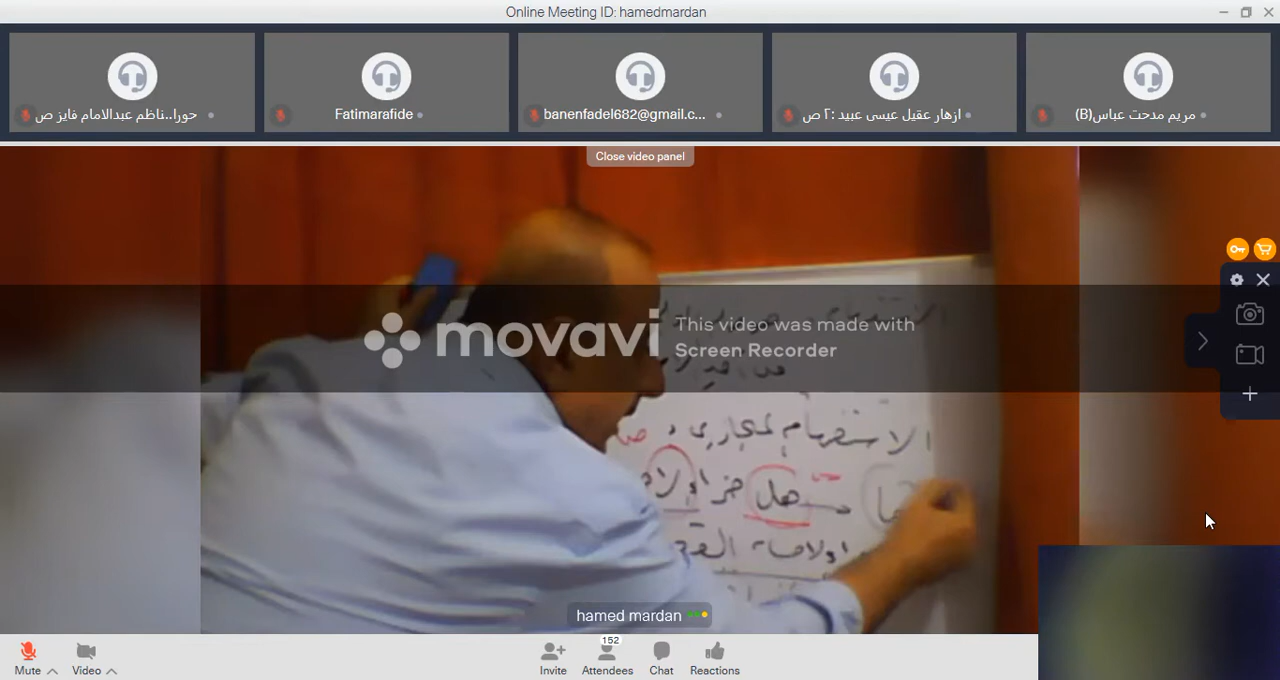 Online Meeting ID: hamedmardan
حورا..ناظم عبدالامام فايز ص
Fatimarafide
banenfadel682@gmail.c...
ازهار عقيل عيسى عبيد :٢ ص
مريم مدحت عباس(B)
Close video panel
movavi
This video was made with
Screen Recorder
الاستفهام
هل
hamed mardan
Mute
Video
Invite
152
Attendees
Chat
Reactions